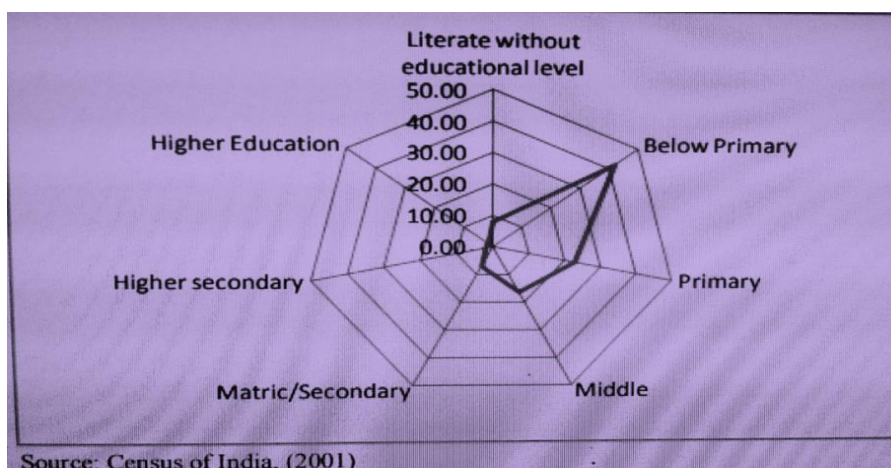 Literate without
educational level
50.00
Higher Education
40.00
Below Primary
30.00
20.00
10.00
0.00
Higher secondary
Primary
Matric/Secondary
Middle
Source: Census of India, (2001)